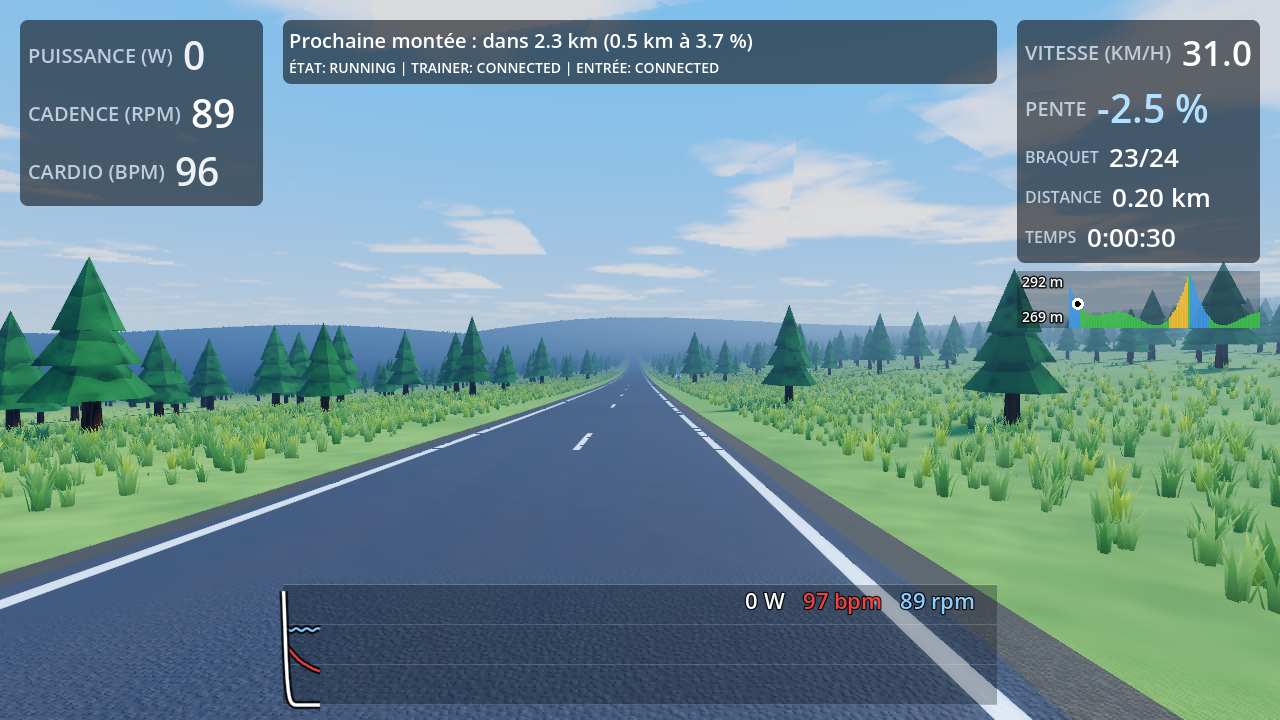 PUISSANCE (W) 0
CADENCE (RPM) 89
CARDIO (BPM) 96
Prochaine montée : dans 2.3 km (0.5 km à 3.7 %)
ÉTAT: RUNNING | TRAINER: CONNECTED | ENTRÉE: CONNECTED
VITESSE (KM/H) 31.0
PENTE -2.5 %
BRAQUET 23/24
DISTANCE 0.20 km
TEMPS 0:00:30
292 m
269 m
0 W 97 bpm 89 rpm